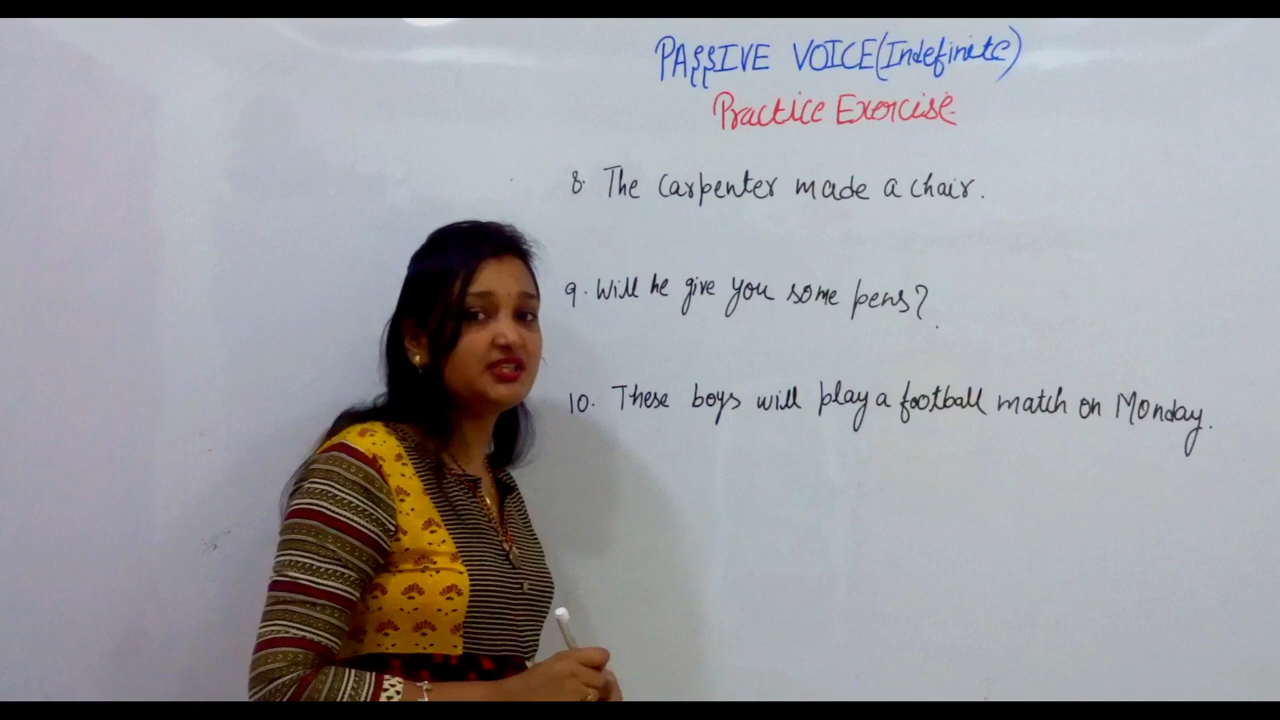 PASSIVE VOICE(Indefinite)
Practice Exercise
8. The carpenter made a chair.
9. Will he give you some pens?
10. These boys will play a football match on Monday.